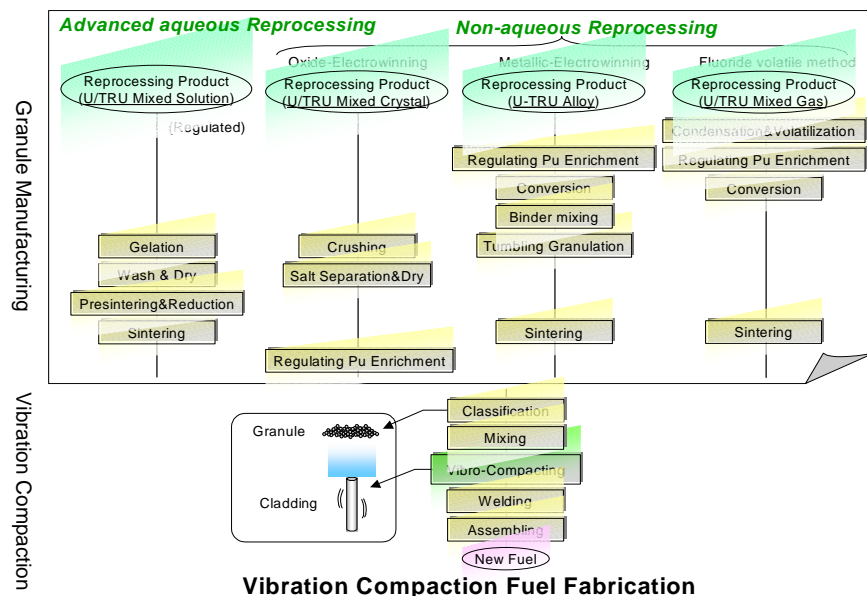 Advanced aqueous Reprocessing
Non-aqueous Reprocessing
Oxide-Electrowinning
Metallic-Electrowinning
Fluoride volatile method
Granule Manufacturing
Reprocessing Product
(U/TRU Mixed Solution)
(Regulated)
Gelation
Wash & Dry
Presintering&Reduction
Sintering
Reprocessing Product
(U/TRU Mixed Crystal)
Crushing
Salt Separation&Dry
Regulating Pu Enrichment
Reprocessing Product
(U-TRU Alloy)
Regulating Pu Enrichment
Conversion
Binder mixing
Tumbling Granulation
Sintering
Reprocessing Product
(U/TRU Mixed Gas)
Condensation&Volatilization
Regulating Pu Enrichment
Conversion
Sintering
Vibration Compaction
Granule
Cladding
Classification
Mixing
Vibro-Compacting
Welding
Assembling
New Fuel
Vibration Compaction Fuel Fabrication